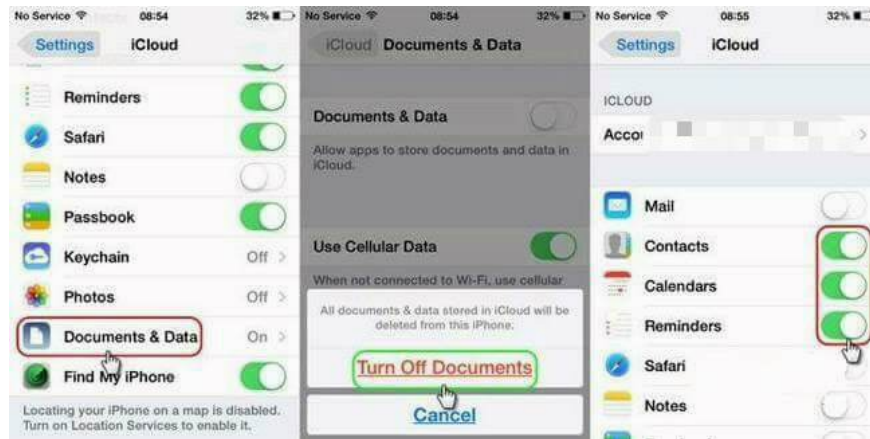 No Service 08:54 32%
Settings iCloud
Reminders
Safari
Notes
Passbook
Keychain Off
Photos Off
Documents & Data On
Find My iPhone
Locating your iPhone on a map is disabled.
Turn on Location Services to enable it.
No Service 08:54 32%
iCloud Documents & Data
Documents & Data
Allow apps to store documents and data in
iCloud.
Use Cellular Data
When not connected to Wi-Fi, use cellular
All documents & data stored in iCloud will be
deleted from this iPhone.
Turn Off Documents
Cancel
No Service 08:55 32%
Settings iCloud
ICLOUD
Mail
Contacts
Calendars
Reminders
Safari
Notes